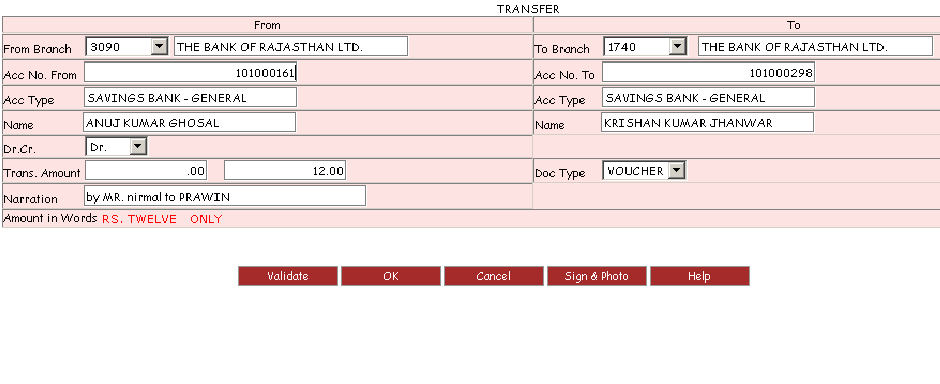 TRANSFER
From To
From Branch 3090 THE BANK OF RAJASTHAN LTD. To Branch 1740 THE BANK OF RAJASTHAN LTD.
Acc No. From 101000161 Acc No. To 101000298
Acc Type SAVINGS BANK - GENERAL Acc Type SAVINGS BANK - GENERAL
Name ANUJ KUMAR GHOSAL Name KRISHAN KUMAR JHANWAR
Dr.Cr. Dr.
Trans. Amount .00 12.00 Doc Type VOUCHER
Narration by MR. nirmal to PRAWIN
Amount in Words RS. TWELVE ONLY
Validate OK Cancel Sign & Photo Help